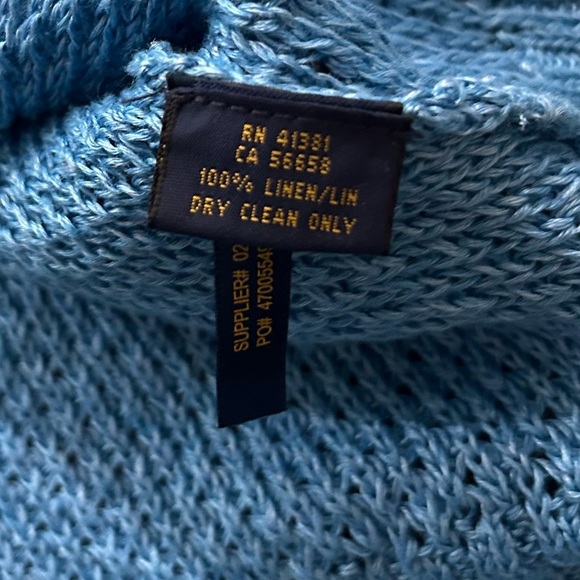 RN 41381
CA 56658
100% LINEN/LIN
DRY CLEAN ONLY
SUPPLIER# 02
PO# 4700554